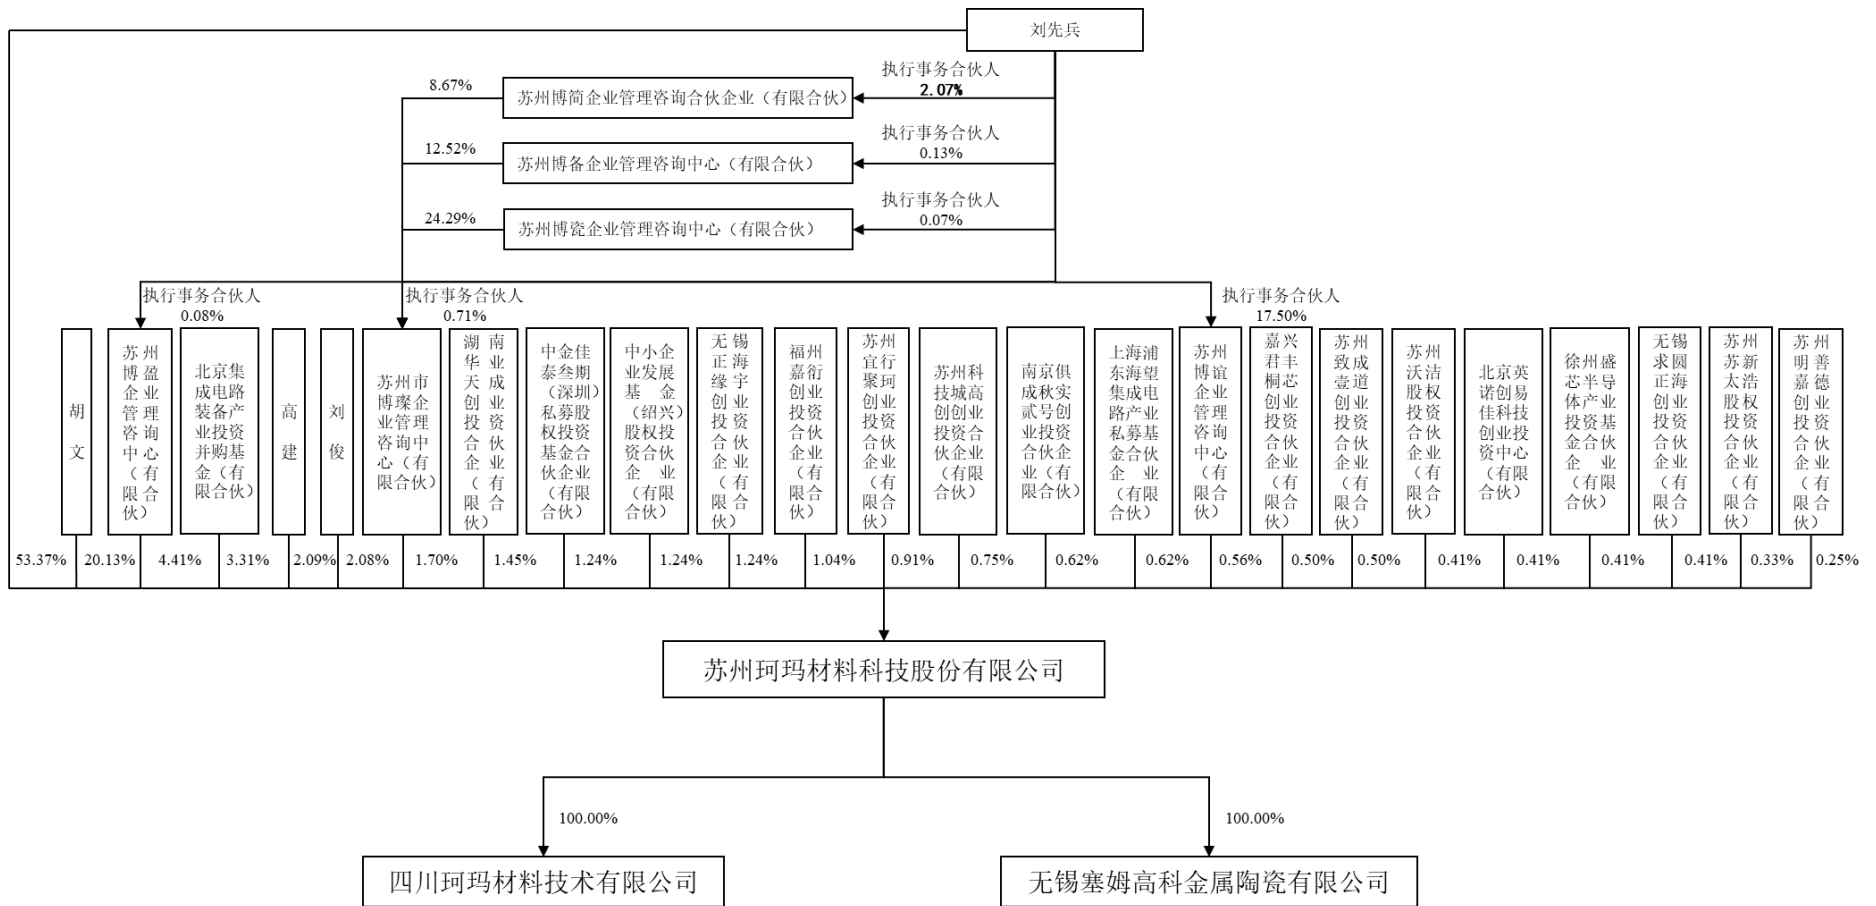 刘先兵
执行事务合伙人
2.07%
8.67%
苏州博简企业管理咨询合伙企业（有限合伙）
执行事务合伙人
0.13%
12.52%
苏州博备企业管理咨询中心（有限合伙）
执行事务合伙人
0.07%
24.29%
苏州博瓷企业管理咨询中心（有限合伙）
执行事务合伙人
0.08%
执行事务合伙人
0.71%
执行事务合伙人
17.50%
胡
文
苏州
博盈
企业
管理
咨询
中心
（有
限合
伙）
北京集
成电路
装备产
业投资
并购基
金（有
限合伙）
高
建
刘
俊
苏州市
博璨企
业管理
咨询中
心（有
限合伙）
湖南
华业
天成
创业
投资
合伙
企业
（有
限合
伙）
中金佳
泰叁期
（深圳）
私募股
权投资
基金合
伙企业
（有限
合伙）
中小企
业发展
基金
（绍兴）
股权投
资合伙
企业
（有限
合伙）
无锡
正海
缘宇
创业
投资
合伙
企业
（有
限合
伙）
福州
嘉衍
创业
投资
合伙
企业
（有
限合
伙）
苏州
宜行
聚珂
创业
投资
合伙
企业
（有
限合
伙）
苏州科
技城高
创创业
投资合
伙企业
（有限
合伙）
南京俱
成秋实
贰号创
业投资
合伙企
业（有
限合伙）
上海浦
东海望
集成电
路产业
私募基
金合伙
企业
（有限
合伙）
苏州
博谊
企业
管理
咨询
中心
（有
限合
伙）
嘉兴
君丰
桐芯
创业
投资
合伙
企业
（有
限合
伙）
苏州
致成
壹道
创业
投资
合伙
企业
（有
限合
伙）
苏州
沃洁
股权
投资
合伙
企业
（有
限合
伙）
北京英
诺创易
佳科技
创业投
资中心
（有限
合伙）
徐州盛
芯半导
体产业
投资基
金合伙
企业
（有限
合伙）
无锡
求圆
正海
创业
投资
合伙
企业
（有
限合
伙）
苏州
苏新
太浩
股权
投资
合伙
企业
（有
限合
伙）
苏州
明善
嘉德
创业
投资
合伙
企业
（有
限合
伙）
53.37%
20.13%
4.41%
3.31%
2.09%
2.08%
1.70%
1.45%
1.24%
1.24%
1.24%
1.04%
0.91%
0.75%
0.62%
0.62%
0.56%
0.50%
0.50%
0.41%
0.41%
0.41%
0.41%
0.33%
0.25%
苏州珂玛材料科技股份有限公司
100.00%
100.00%
四川珂玛材料技术有限公司
无锡塞姆高科金属陶瓷有限公司